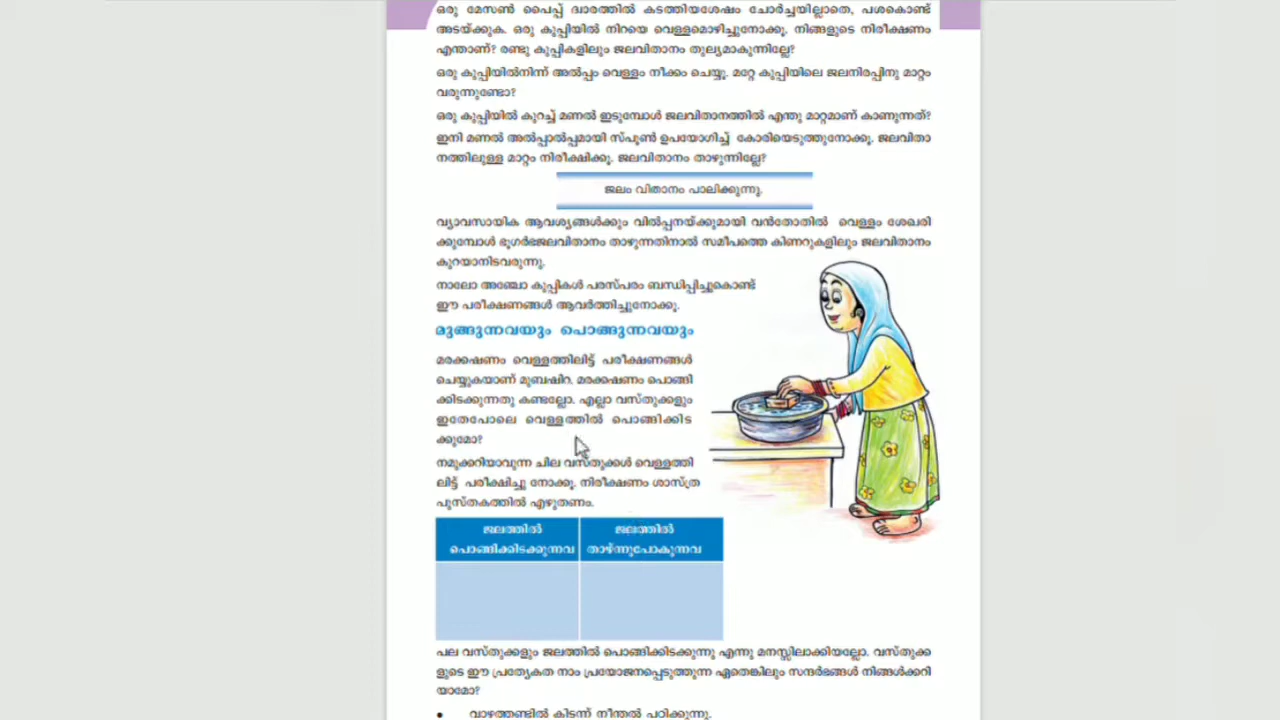 ഒരു മേസൺ പൈപ്പ് ദ്വാരത്തിൽ കടത്തിയശേഷം ചോർച്ചയില്ലാതെ, പശകൊണ്ട്
അടയ്ക്കുക. ഒരു കുപ്പിയിൽ നിറയെ വെള്ളമൊഴിച്ചുനോക്കൂ. നിങ്ങളുടെ നിരീക്ഷണം
എന്താണ്? രണ്ടു കുപ്പികളിലും ജലവിതാനം തുല്യമാകുന്നില്ലേ?
ഒരു കുപ്പിയിൽനിന്ന് അൽപ്പം വെള്ളം നീക്കം ചെയ്യൂ. മറ്റേ കുപ്പിയിലെ ജലനിരപ്പിനു മാറ്റം
വരുന്നുണ്ടോ?
ഒരു കുപ്പിയിൽ കുറച്ച് മണൽ ഇടുമ്പോൾ ജലവിതാനത്തിൽ എന്തു മാറ്റമാണ് കാണുന്നത്?
ഇനി മണൽ അൽപ്പാൽപ്പമായി സ്പൂൺ ഉപയോഗിച്ച് കോരിയെടുത്തുനോക്കൂ. ജലവിതാ
നത്തിലുള്ള മാറ്റം നിരീക്ഷിക്കൂ. ജലവിതാനം താഴുന്നില്ലേ?
ജലം വിതാനം പാലിക്കുന്നു.
വ്യാവസായിക ആവശ്യങ്ങൾക്കും വിൽപ്പനയ്ക്കുമായി വൻതോതിൽ വെള്ളം ശേഖരി
ക്കുമ്പോൾ ഭൂഗർഭജലവിതാനം താഴുന്നതിനാൽ സമീപത്തെ കിണറുകളിലും ജലവിതാനം
കുറയാനിടവരുന്നു.
നാലോ അഞ്ചോ കുപ്പികൾ പരസ്പരം ബന്ധിപ്പിച്ചുകൊണ്ട്
ഈ പരീക്ഷണങ്ങൾ ആവർത്തിച്ചുനോക്കൂ.
മുങ്ങുന്നവയും പൊങ്ങുന്നവയും
മരക്കഷണം വെള്ളത്തിലിട്ട് പരീക്ഷണങ്ങൾ
ചെയ്യുകയാണ് മുബഷിറ. മരക്കഷണം പൊങ്ങി
ക്കിടക്കുന്നതു കണ്ടല്ലോ. എല്ലാ വസ്തുക്കളും
ഇതേപോലെ വെള്ളത്തിൽ പൊങ്ങിക്കിട
ക്കുമോ?
നമുക്കറിയാവുന്ന ചില വസ്തുക്കൾ വെള്ളത്തി
ലിട്ട് പരീക്ഷിച്ചു നോക്കൂ. നിരീക്ഷണം ശാസ്ത്ര
പുസ്തകത്തിൽ എഴുതണം.
ജലത്തിൽ പൊങ്ങിക്കിടക്കുന്നവ
ജലത്തിൽ താഴ്ന്നുപോകുന്നവ
പല വസ്തുക്കളും ജലത്തിൽ പൊങ്ങിക്കിടക്കുന്നു എന്നു മനസ്സിലാക്കിയല്ലോ. വസ്തുക്ക
ളുടെ ഈ പ്രത്യേകത നാം പ്രയോജനപ്പെടുത്തുന്ന ഏതെങ്കിലും സന്ദർഭങ്ങൾ നിങ്ങൾക്കറി
യാമോ?
• വാഴത്തണ്ടിൽ കിടന്ന് നീന്തൽ പഠിക്കുന്നു.